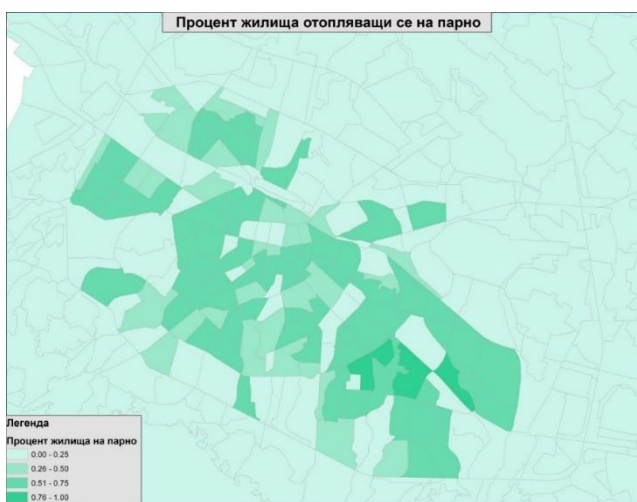 Процент жилища отопляващи се на парно
Легенда
Процент жилища на парно
0.00 - 0.25
0.26 - 0.50
0.51 - 0.75
0.76 - 1.00